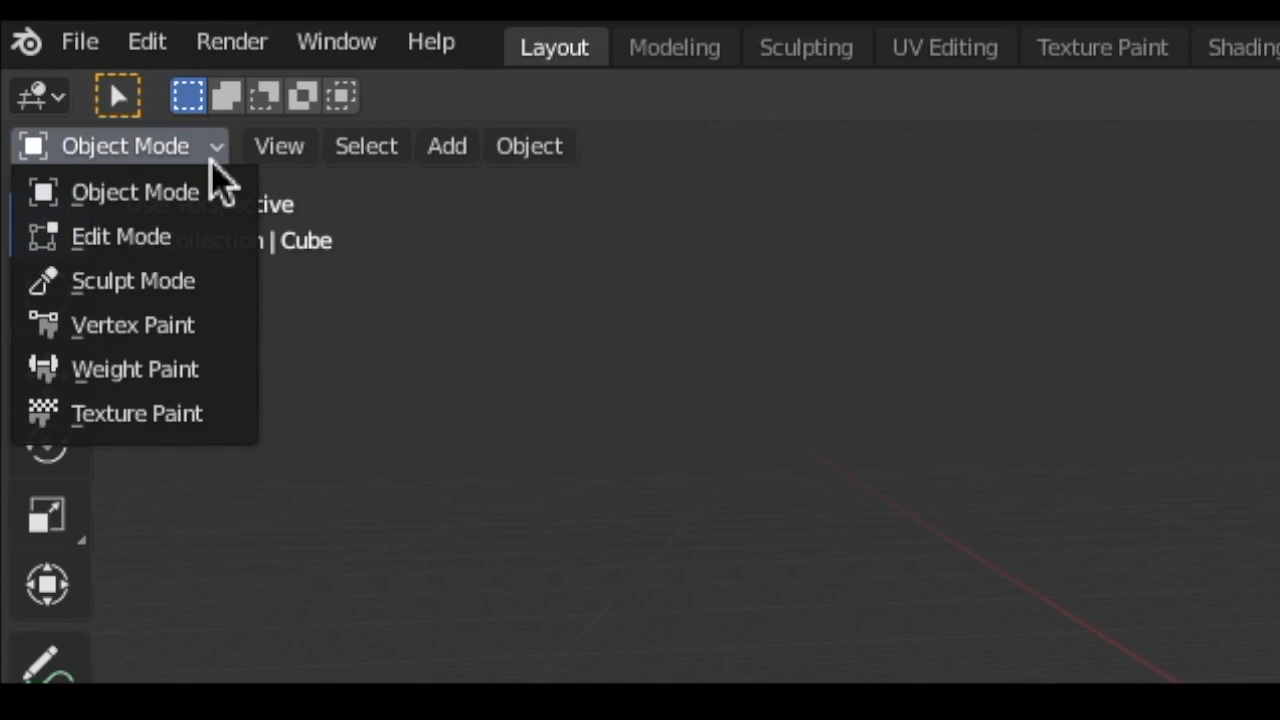 File Edit Render Window Help Layout Modeling Sculpting UV Editing Texture Paint
Object Mode View Select Add Object
Object Mode
Edit Mode
Collection | Cube
Sculpt Mode
Vertex Paint
Weight Paint
Texture Paint